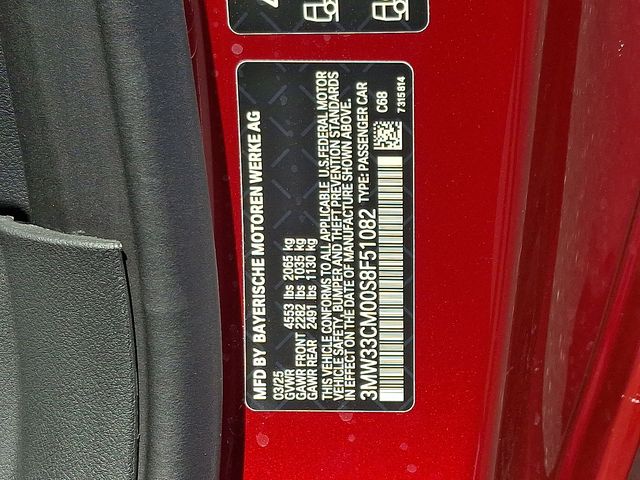 MFD BY BAYERISCHE MOTOREN WERKE AG
03/25
GVWR 4553 lbs 2065 kg
GAWR FRONT 2282 lbs 1035 kg
GAWR REAR 2491 lbs 1130 kg
THIS VEHICLE CONFORMS TO ALL APPLICABLE U.S. FEDERAL MOTOR
VEHICLE SAFETY, BUMPER AND THEFT PREVENTION STANDARDS
IN EFFECT ON THE DATE OF MANUFACTURE SHOWN ABOVE.
3MW33CM00S8F51082 TYPE: PASSENGER CAR
C6B
7315814